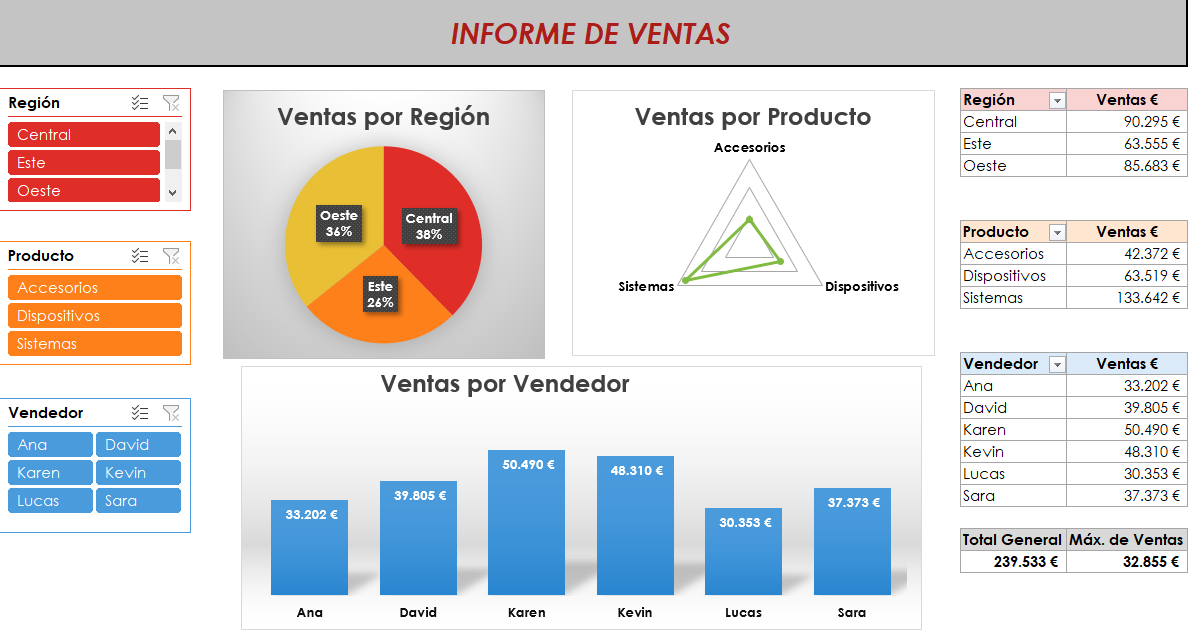 INFORME DE VENTAS
Región
Central
Este
Oeste
Producto
Accesorios
Dispositivos
Sistemas
Vendedor
Ana David
Karen Kevin
Lucas Sara
Ventas por Región
Oeste
36%
Central
38%
Este
26%
Ventas por Producto
Accesorios
Sistemas
Dispositivos
Ventas por Vendedor
33.202 €
39.805 €
50.490 €
48.310 €
30.353 €
37.373 €
Ana David Karen Kevin Lucas Sara
Región Ventas €
Central 90.295 €
Este 63.555 €
Oeste 85.683 €
Producto Ventas €
Accesorios 42.372 €
Dispositivos 63.519 €
Sistemas 133.642 €
Vendedor Ventas €
Ana 33.202 €
David 39.805 €
Karen 50.490 €
Kevin 48.310 €
Lucas 30.353 €
Sara 37.373 €
Total General Máx. de Ventas
239.533 € 32.855 €